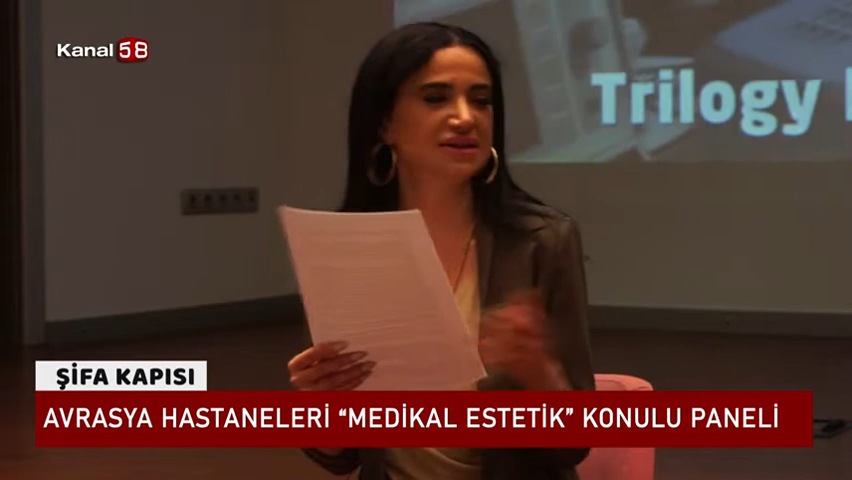 Kanal 58
Trilogy
ŞİFA KAPISI
AVRASYA HASTANELERİ “MEDİKAL ESTETİK” KONULU PANELİ